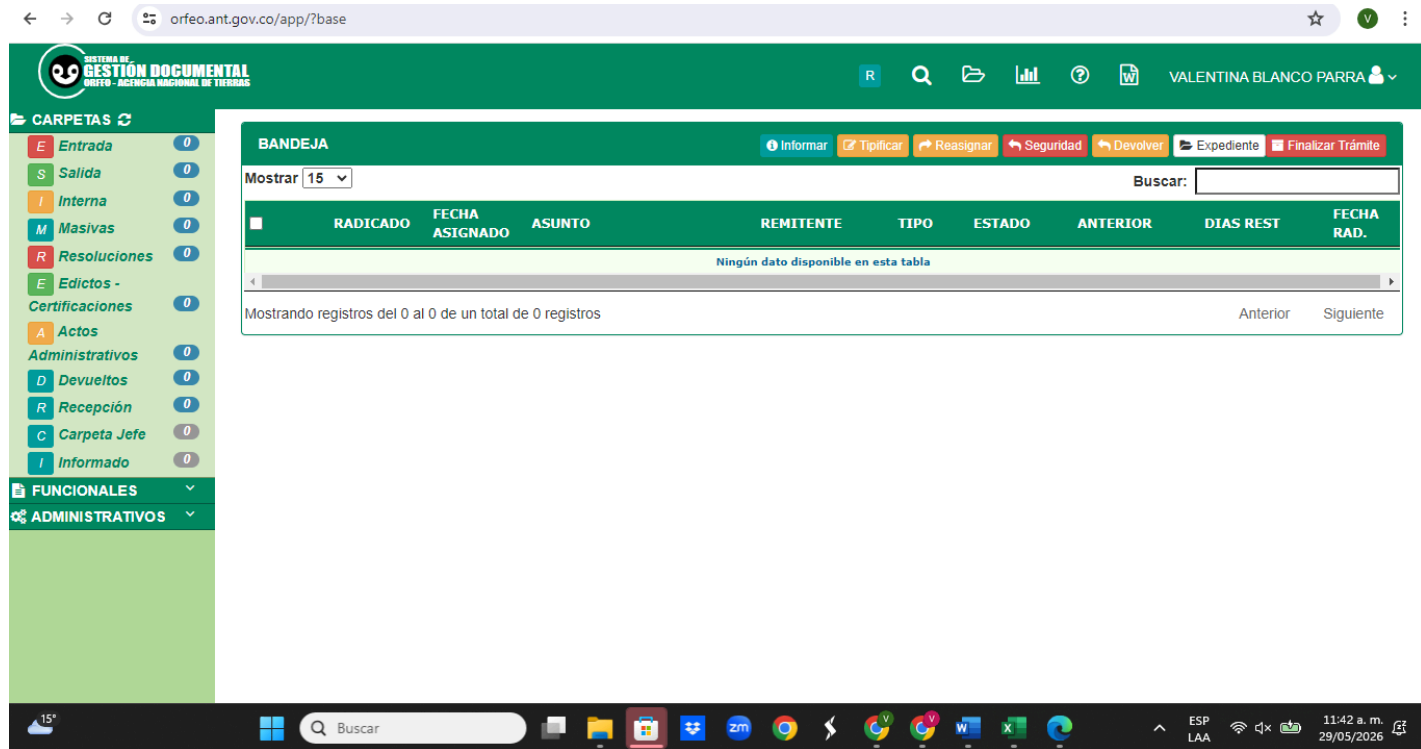 orfeo.ant.gov.co/app/?base
V
SISTEMA DE
GESTIÓN DOCUMENTAL
ORFEO - AGENCIA NACIONAL DE TIERRAS
R
W
VALENTINA BLANCO PARRA
CARPETAS
E Entrada 0
S Salida 0
I Interna 0
M Masivas 0
R Resoluciones 0
E Edictos -
Certificaciones 0
A Actos
Administrativos 0
D Devueltos 0
R Recepción 0
C Carpeta Jefe 0
I Informado 0
FUNCIONALES
ADMINISTRATIVOS
BANDEJA
Informar Tipificar Reasignar Seguridad Devolver Expediente Finalizar Trámite
Mostrar 15
Buscar:
RADICADO FECHA ASIGNADO ASUNTO REMITENTE TIPO ESTADO ANTERIOR DIAS REST FECHA RAD.
Ningún dato disponible en esta tabla
Mostrando registros del 0 al 0 de un total de 0 registros
Anterior Siguiente
15°
Buscar
zm
V
V
W
X
ESP
LAA
11:42 a. m.
29/05/2026